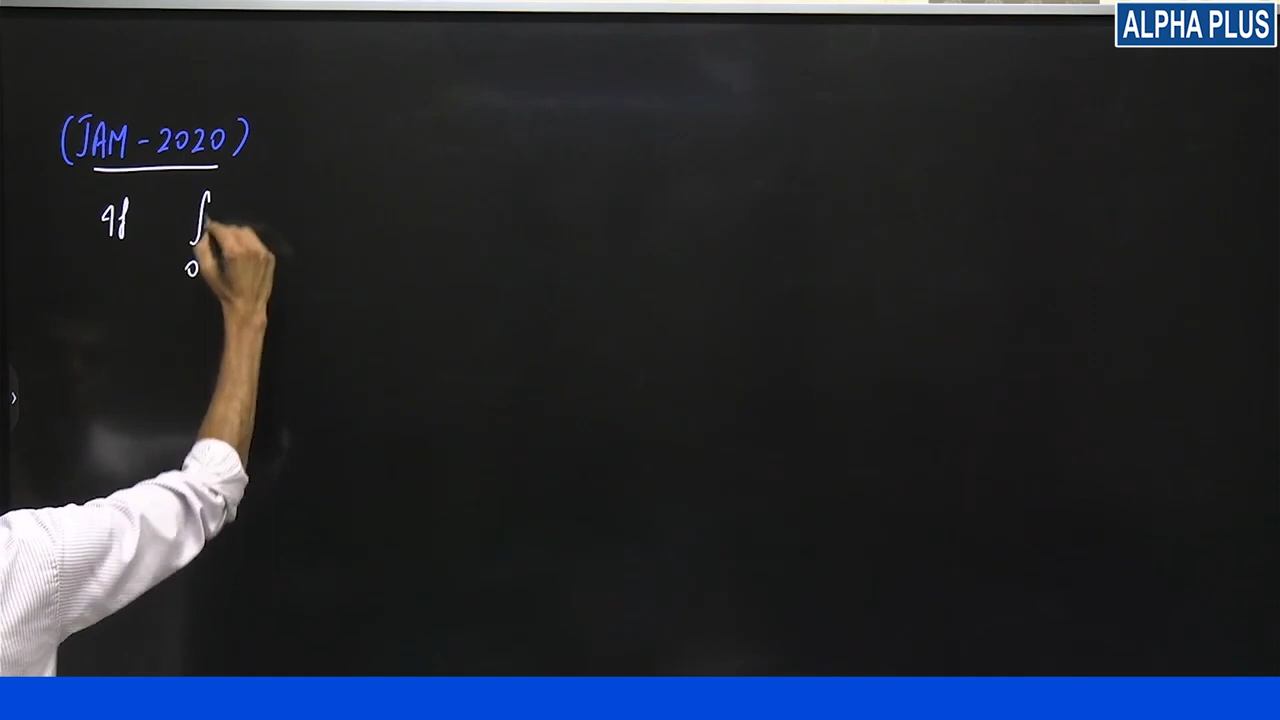 ALPHA PLUS
(JAM - 2020)
If ∫
0